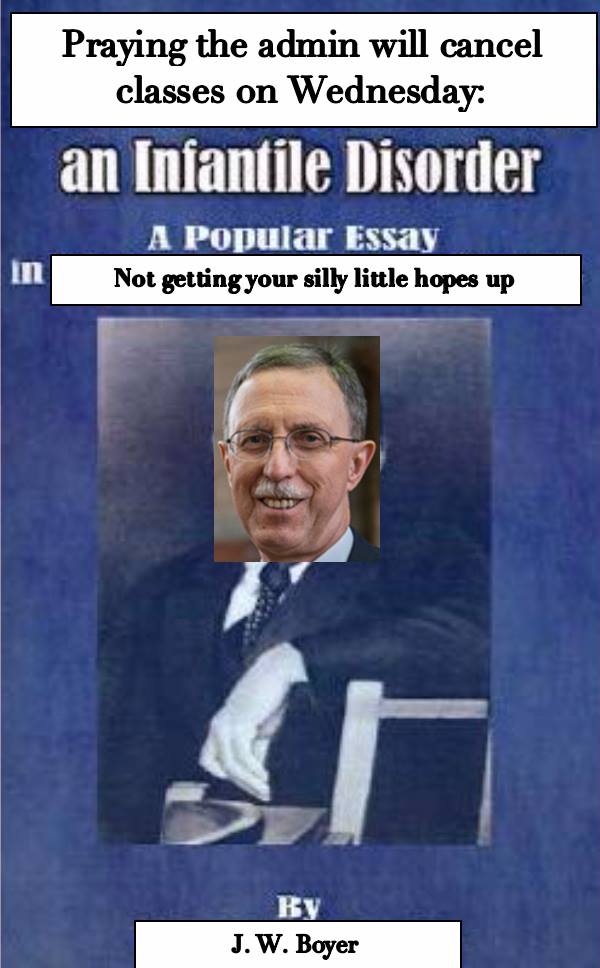 Praying the admin will cancel
classes on Wednesday:
an Infantile Disorder
A Popular Essay
in Not getting your silly little hopes up
By
J. W. Boyer